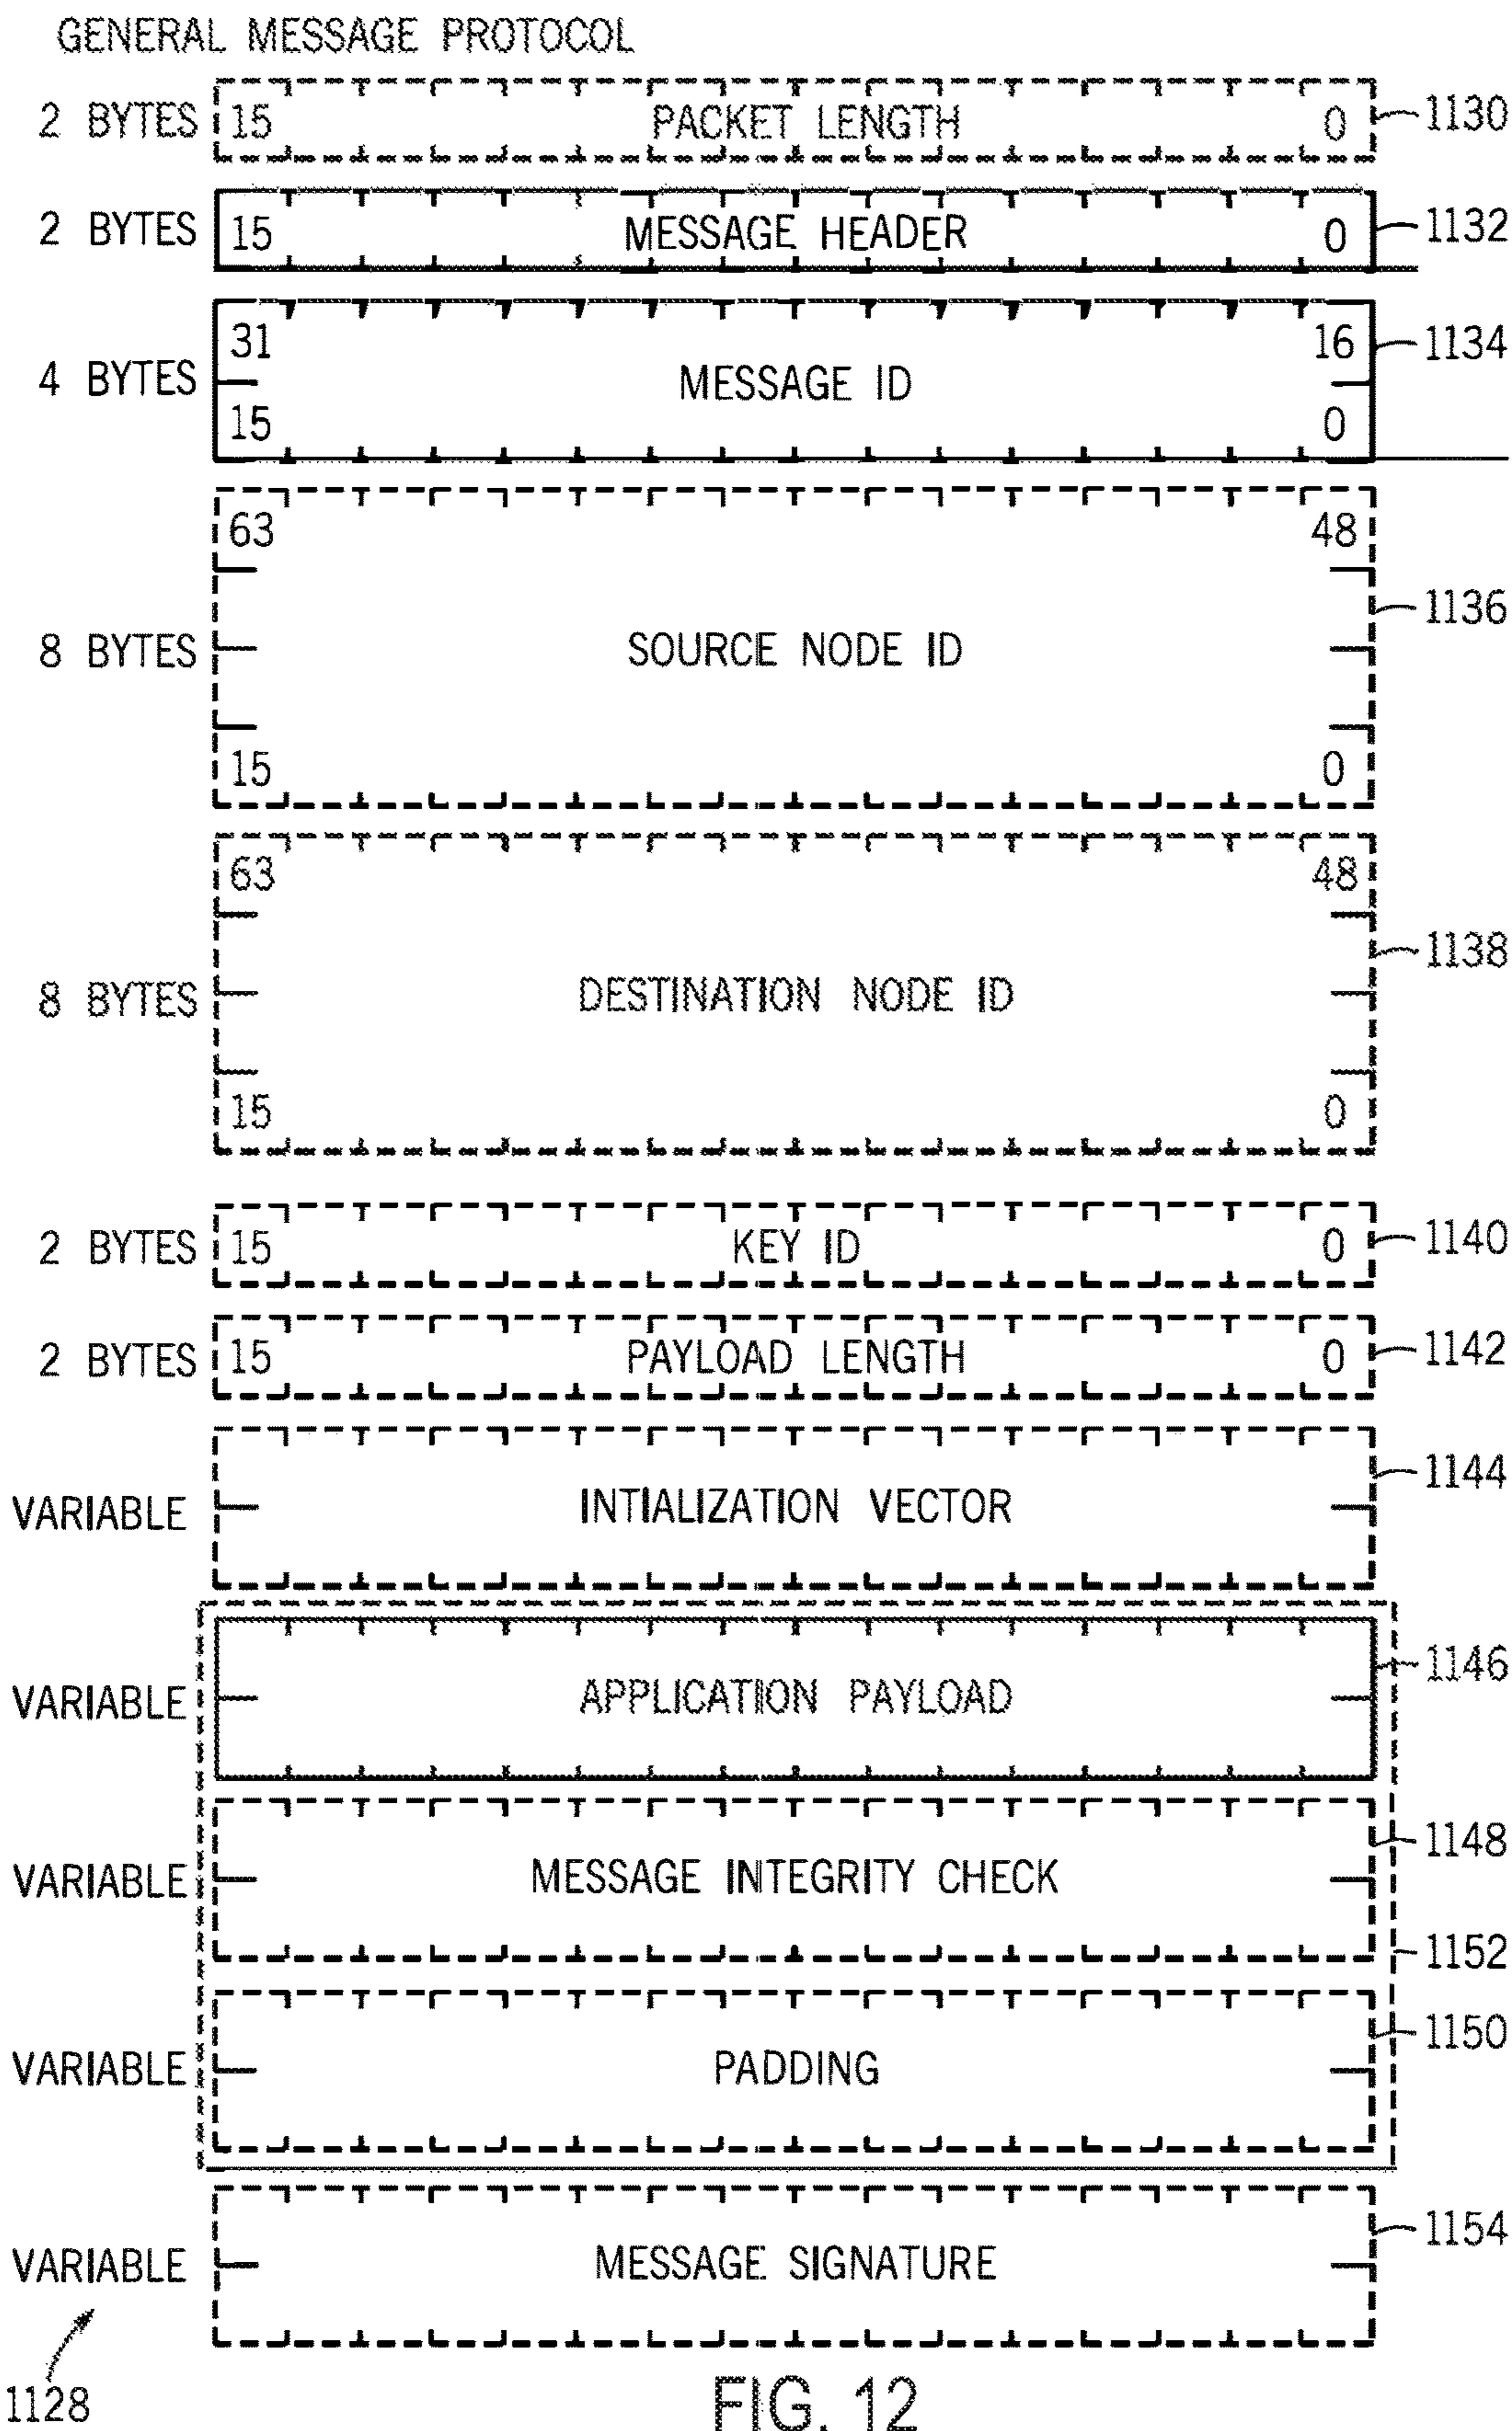 GENERAL MESSAGE PROTOCOL
2 BYTES 15 PACKET LENGTH 0 1130
2 BYTES 15 MESSAGE HEADER 0 1132
31 16 1134
4 BYTES MESSAGE ID
15 0
63 48
1136
8 BYTES SOURCE NODE ID
15 0
63 48
1138
8 BYTES DESTINATION NODE ID
15 0
2 BYTES 15 KEY ID 0 1140
2 BYTES 15 PAYLOAD LENGTH 0 1142
1144
VARIABLE INTIALIZATION VECTOR
1146
VARIABLE APPLICATION PAYLOAD
1148
VARIABLE MESSAGE INTEGRITY CHECK
1152
1150
VARIABLE PADDING
1154
VARIABLE MESSAGE SIGNATURE
1128
FIG. 12